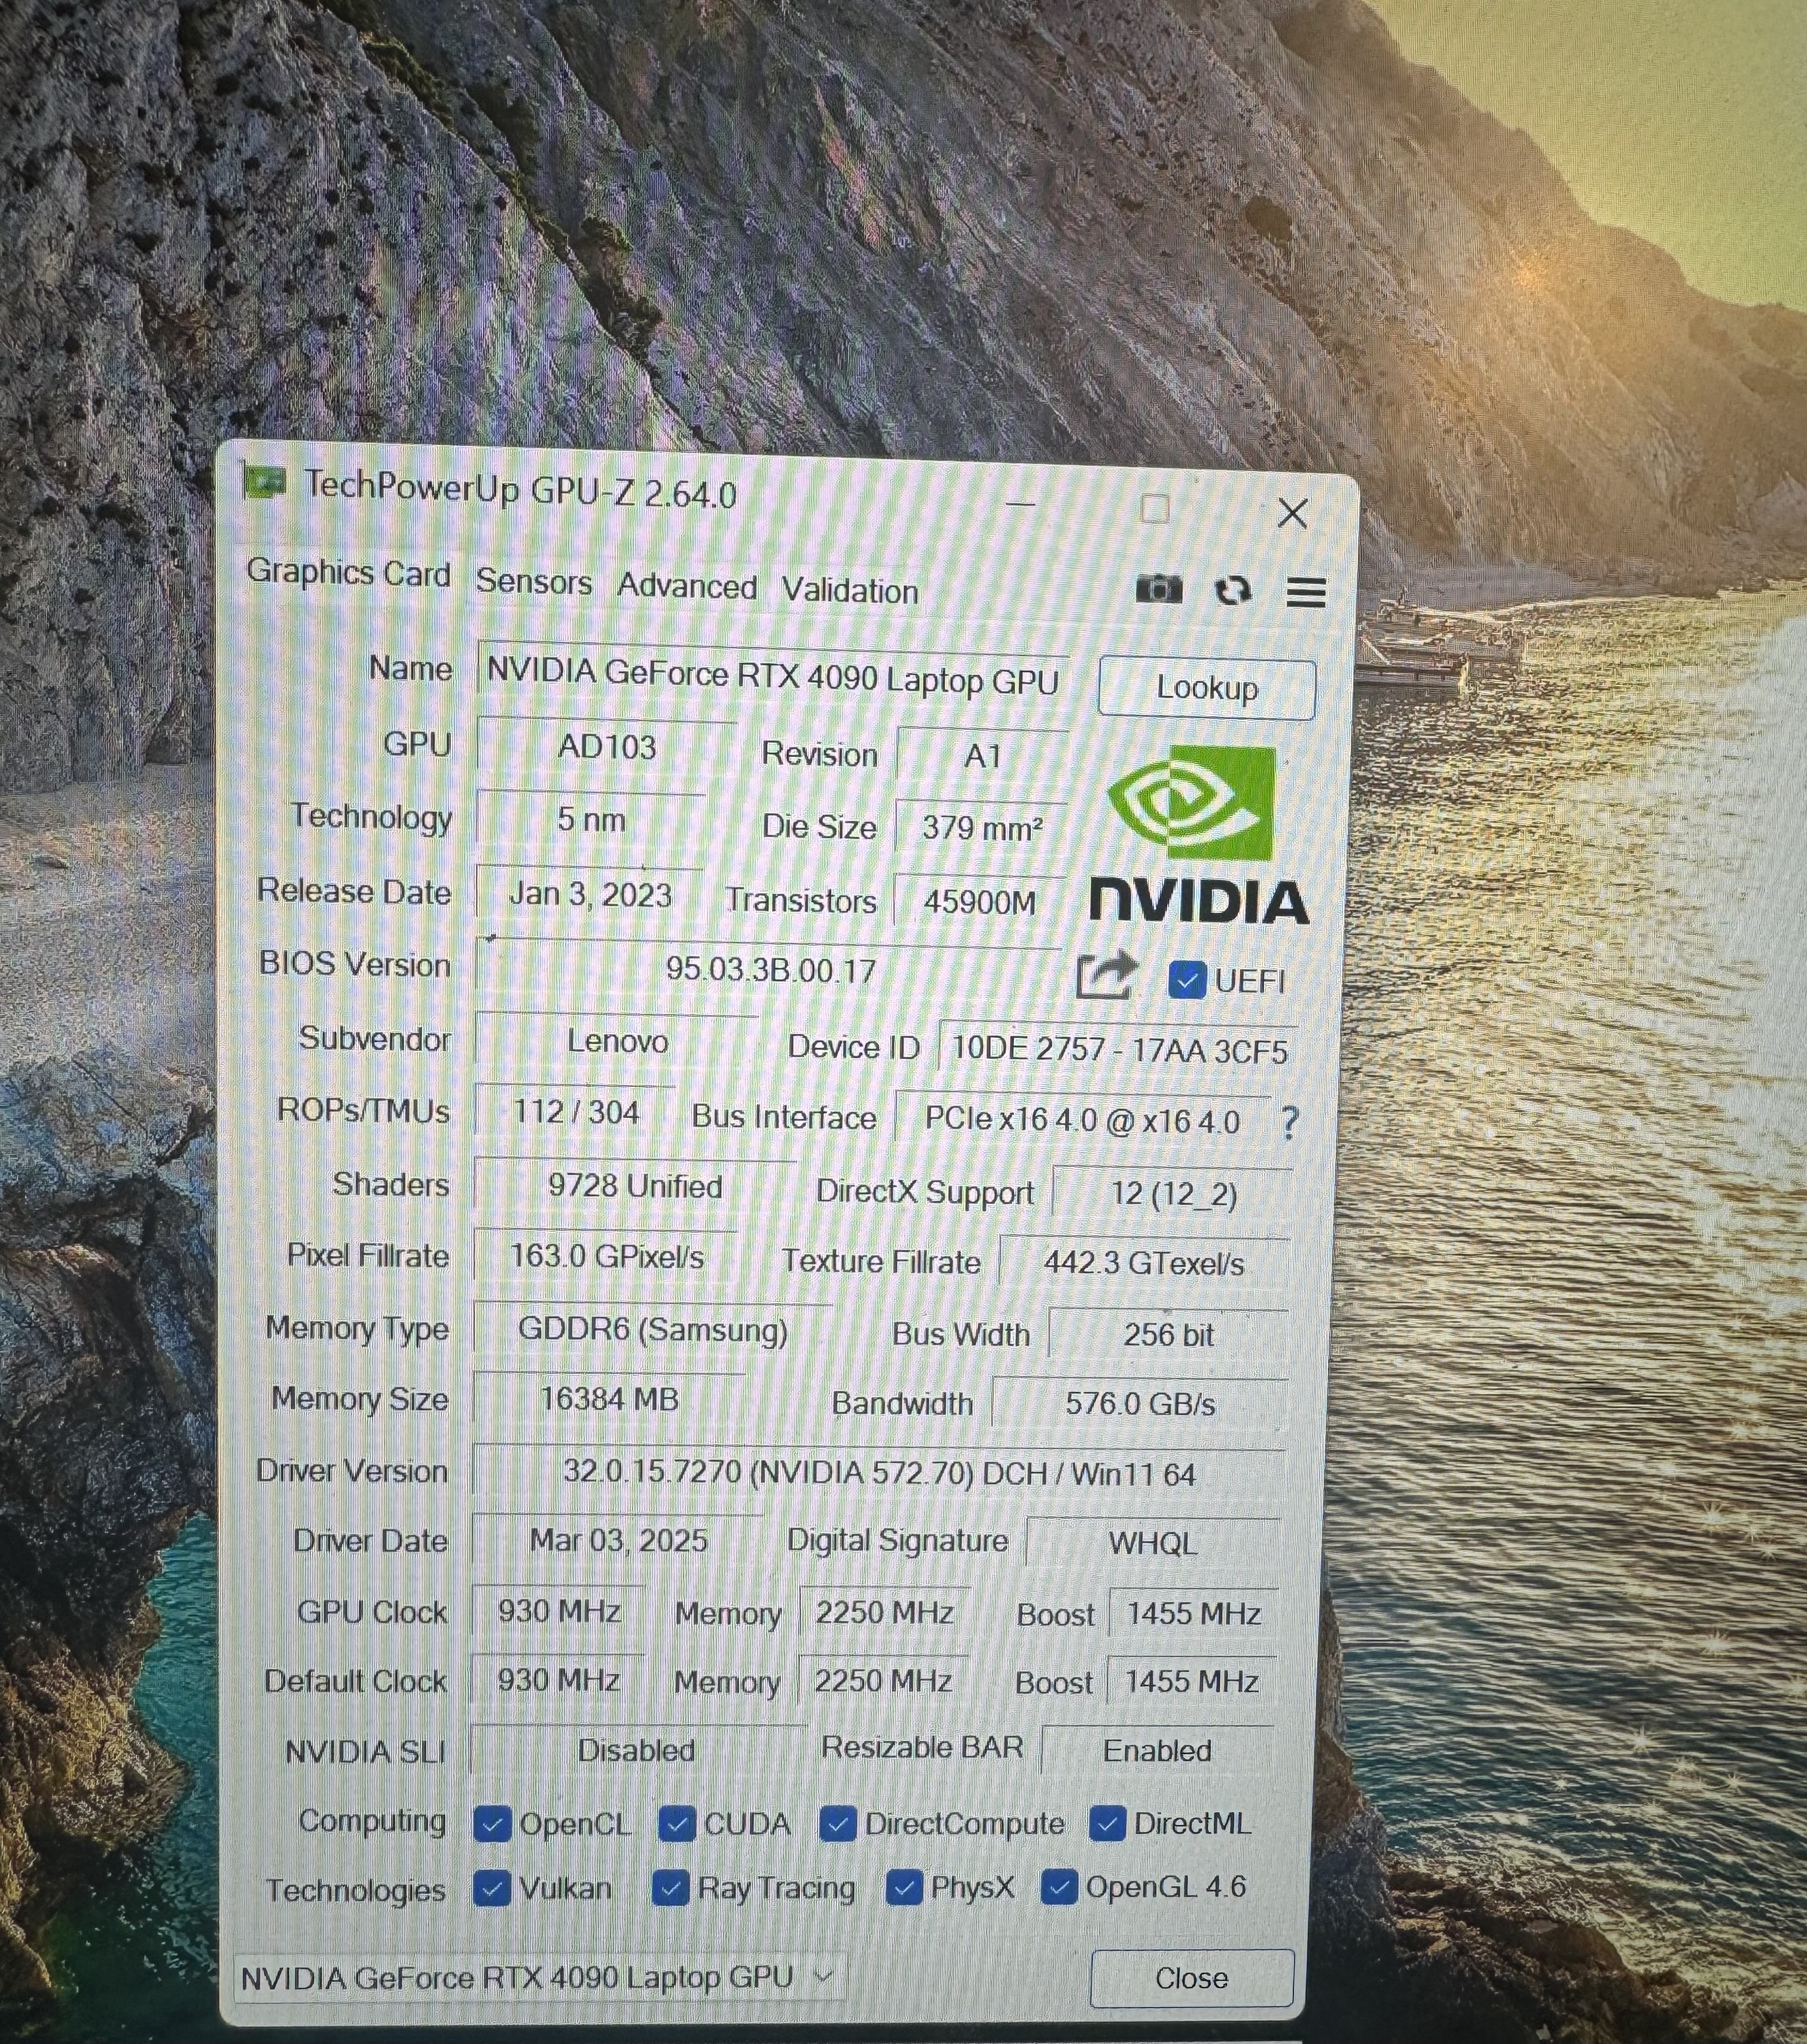 TechPowerUp GPU-Z 2.64.0
Graphics Card Sensors Advanced Validation
Name NVIDIA GeForce RTX 4090 Laptop GPU Lookup
GPU AD103 Revision A1
Technology 5 nm Die Size 379 mm²
Release Date Jan 3, 2023 Transistors 45900M
NVIDIA
BIOS Version 95.03.3B.00.17 UEFI
Subvendor Lenovo Device ID 10DE 2757 - 17AA 3CF5
ROPs/TMUs 112 / 304 Bus Interface PCIe x16 4.0 @ x16 4.0 ?
Shaders 9728 Unified DirectX Support 12 (12_2)
Pixel Fillrate 163.0 GPixel/s Texture Fillrate 442.3 GTexel/s
Memory Type GDDR6 (Samsung) Bus Width 256 bit
Memory Size 16384 MB Bandwidth 576.0 GB/s
Driver Version 32.0.15.7270 (NVIDIA 572.70) DCH / Win11 64
Driver Date Mar 03, 2025 Digital Signature WHQL
GPU Clock 930 MHz Memory 2250 MHz Boost 1455 MHz
Default Clock 930 MHz Memory 2250 MHz Boost 1455 MHz
NVIDIA SLI Disabled Resizable BAR Enabled
Computing OpenCL CUDA DirectCompute DirectML
Technologies Vulkan Ray Tracing PhysX OpenGL 4.6
NVIDIA GeForce RTX 4090 Laptop GPU Close